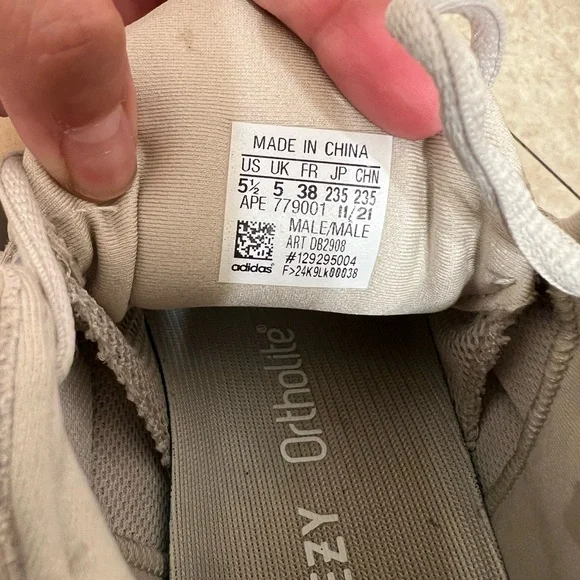 MADE IN CHINA
US UK FR JP CHN
5½ 5 38 235 235
APE 779001 11/21
MALE/MALE
ART DB2908
#129295004
adidas F>24K9Lk00038
Ortholite®
EZY